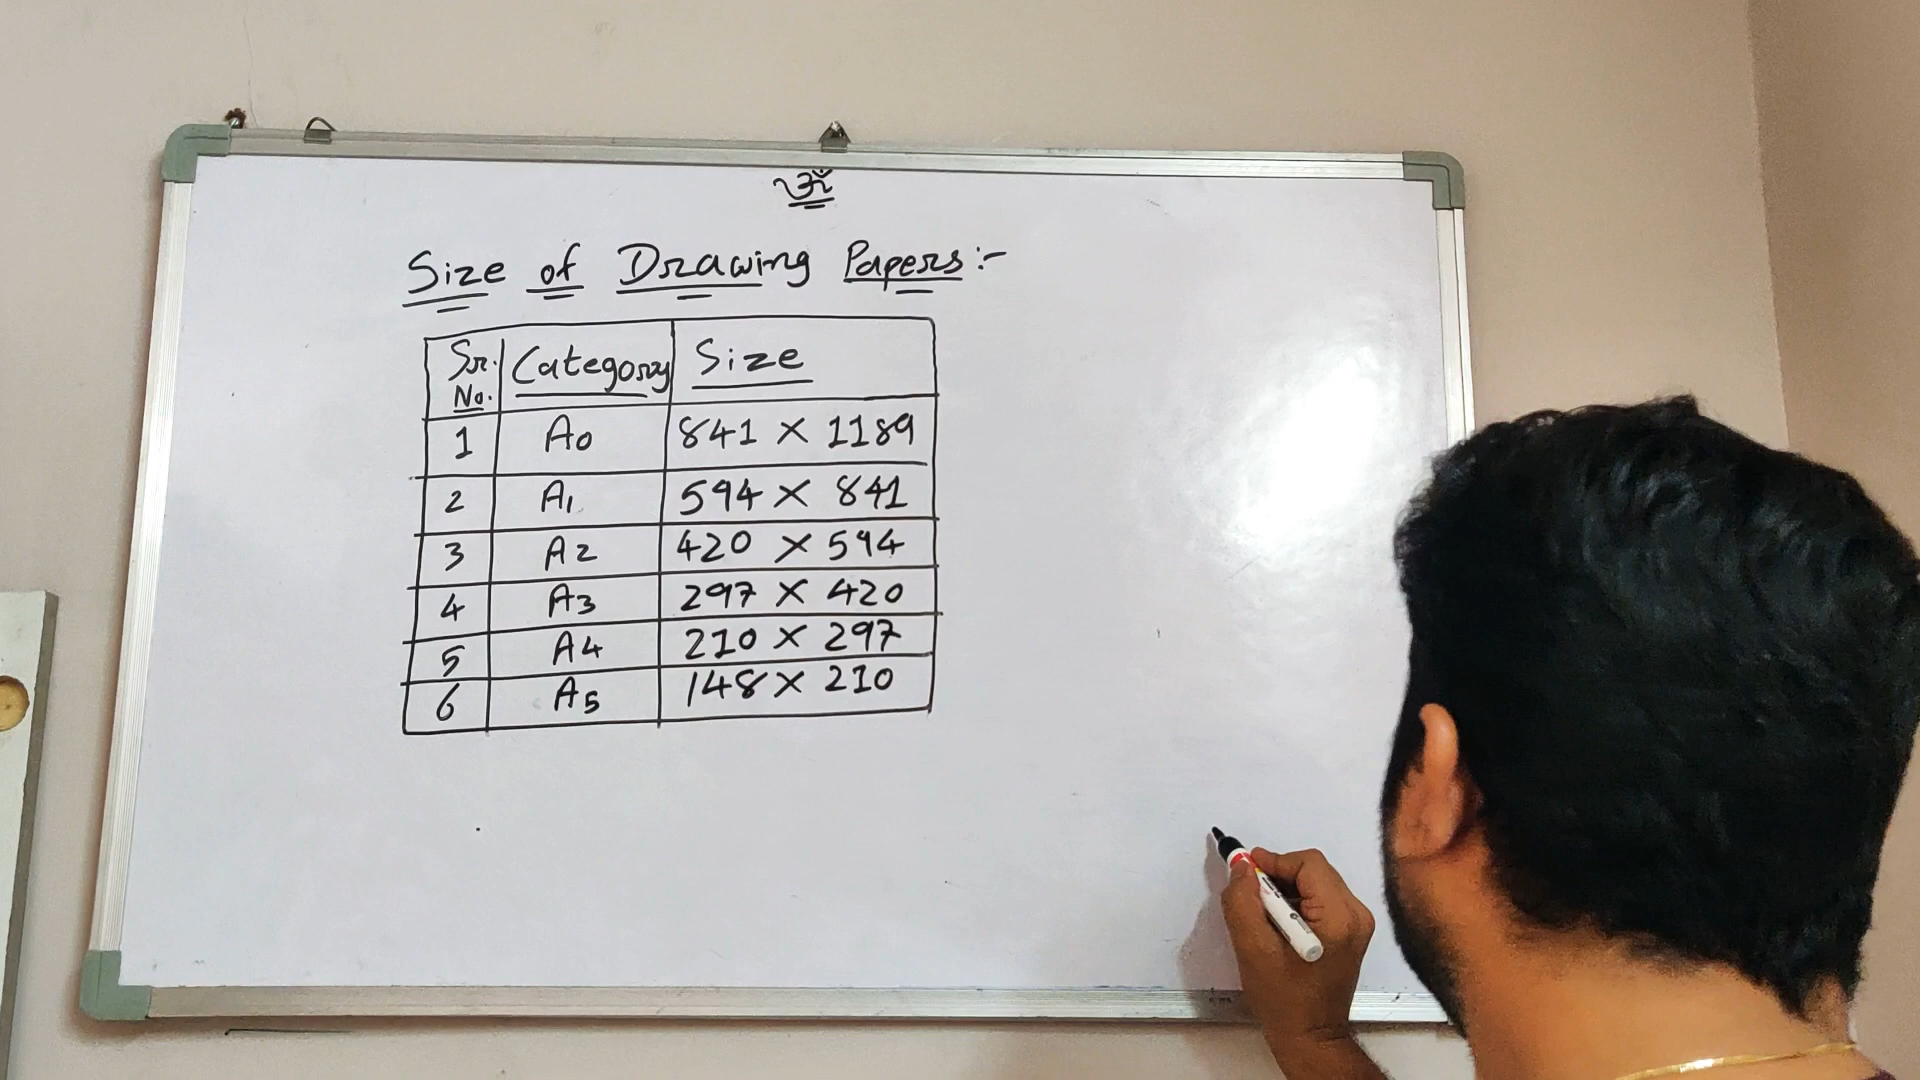 ॐ
Size of Drawing Papers:-
Sr. No. Category Size
1 A0 841 X 1189
2 A1 594 X 841
3 A2 420 X 594
4 A3 297 X 420
5 A4 210 X 297
6 A5 148 X 210